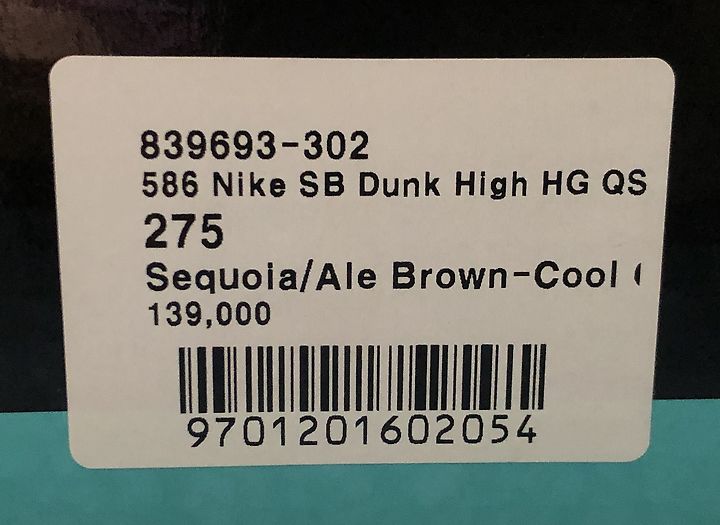 839693-302
586 Nike SB Dunk High HG QS
275
Sequoia/Ale Brown-Cool
139,000
9701201602054